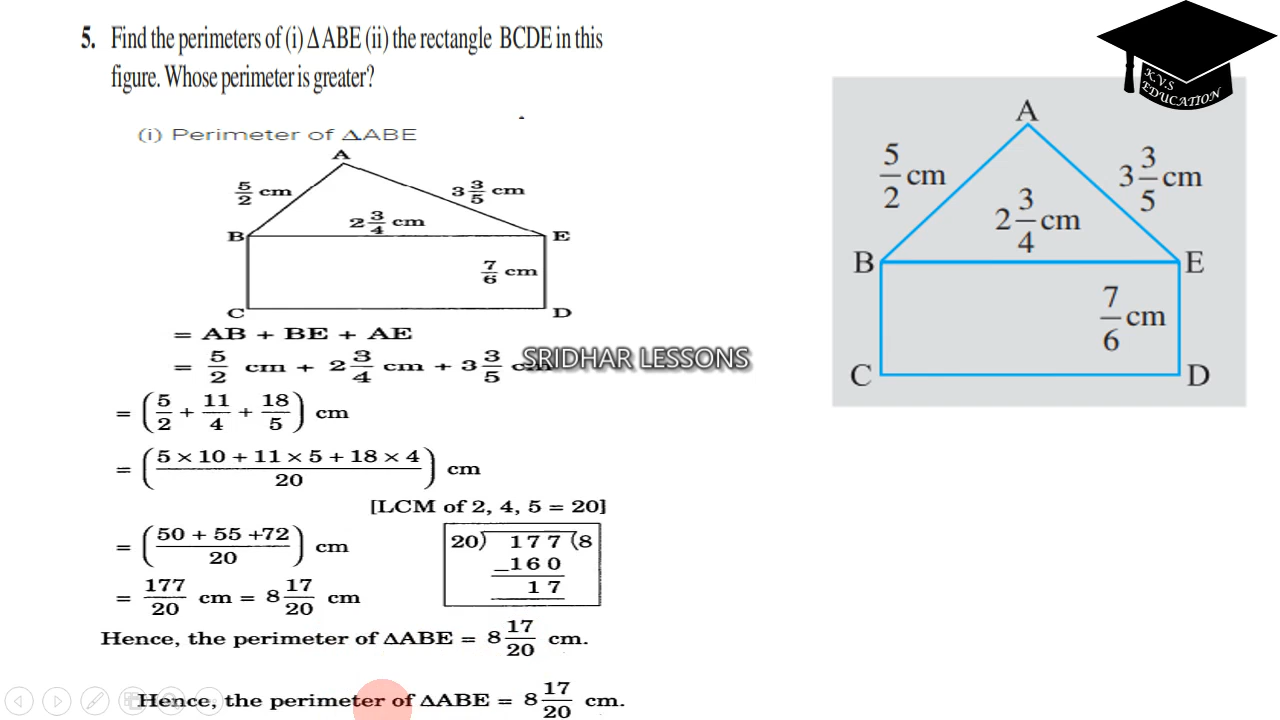 5. Find the perimeters of (i) Δ ABE (ii) the rectangle BCDE in this
figure. Whose perimeter is greater?
(i) Perimeter of ΔABE
A
5/2 cm
3 3/5 cm
2 3/4 cm
B
E
7/6 cm
C
D
= AB + BE + AE
= 5/2 cm + 2 3/4 cm + 3 3/5 cm
SRIDHAR LESSONS
= (5/2 + 11/4 + 18/5) cm
= ((5 × 10 + 11 × 5 + 18 × 4)/20) cm
[LCM of 2, 4, 5 = 20]
= ((50 + 55 +72)/20) cm
= 177/20 cm = 8 17/20 cm
20) 177 (8
–160
17
Hence, the perimeter of ΔABE = 8 17/20 cm.
Hence, the perimeter of ΔABE = 8 17/20 cm.
K.V.S
EDUCATION
A
5/2 cm
3 3/5 cm
2 3/4 cm
B
E
7/6 cm
C
D